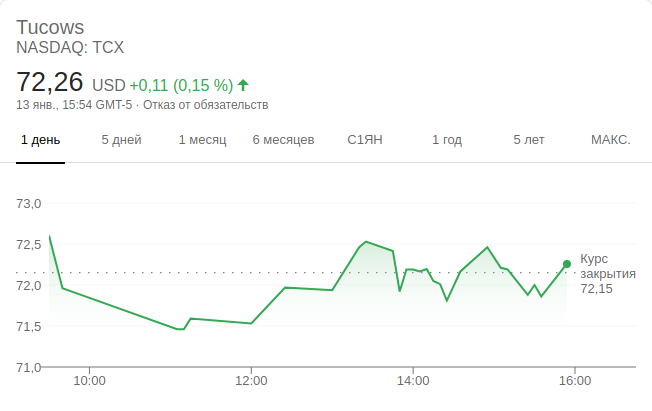 Tucows
NASDAQ: TCX
72,26 USD +0,11 (0,15 %)
13 янв., 15:54 GMT-5 · Отказ от обязательств
1 день 5 дней 1 месяц 6 месяцев С1ЯН 1 год 5 лет МАКС.
73,0
72,5
Курс
закрытия
72,15
72,0
71,5
71,0
10:00 12:00 14:00 16:00